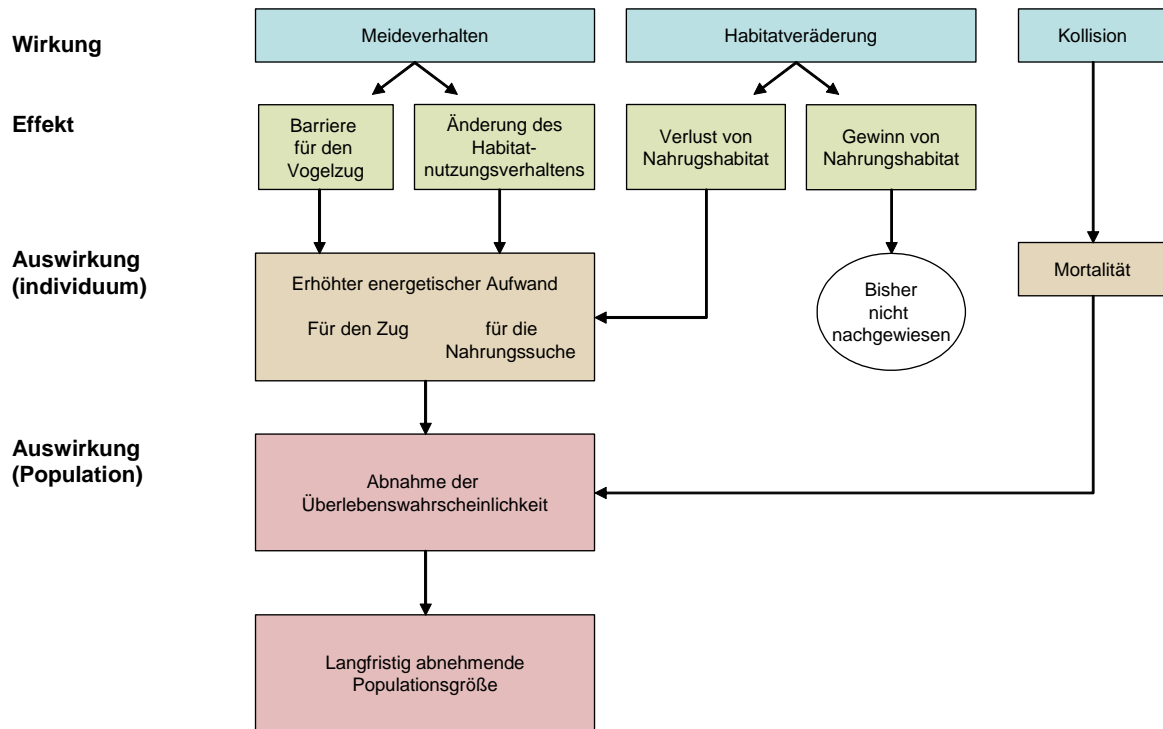 Wirkung
Meideverhalten
Habitatveräderung
Kollision
Effekt
Barriere
für den
Vogelzug
Änderung des
Habitat-
nutzungsverhaltens
Verlust von
Nahrugshabitat
Gewinn von
Nahrungshabitat
Auswirkung
(individuum)
Erhöhter energetischer Aufwand
Für den Zug
für die
Nahrungssuche
Bisher
nicht
nachgewiesen
Mortalität
Auswirkung
(Population)
Abnahme der
Überlebenswahrscheinlichkeit
Langfristig abnehmende
Populationsgröße